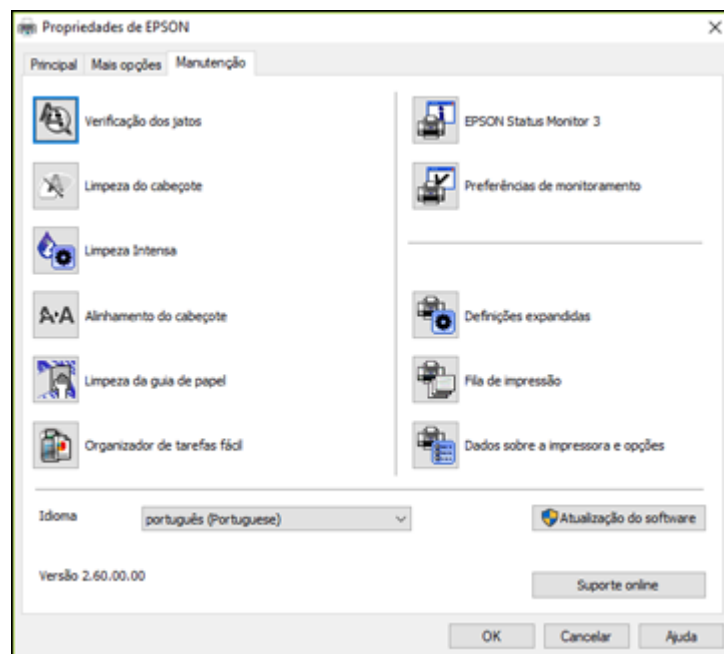 Propriedades de EPSON
Principal Mais opções Manutenção
Verificação dos jatos
Limpeza do cabeçote
Limpeza Intensa
Alinhamento do cabeçote
Limpeza da guia de papel
Organizador de tarefas fácil
EPSON Status Monitor 3
Preferências de monitoramento
Definições expandidas
Fila de impressão
Dados sobre a impressora e opções
Idioma
português (Portuguese)
Atualização do software
Versão 2.60.00.00
Suporte online
OK Cancelar Ajuda